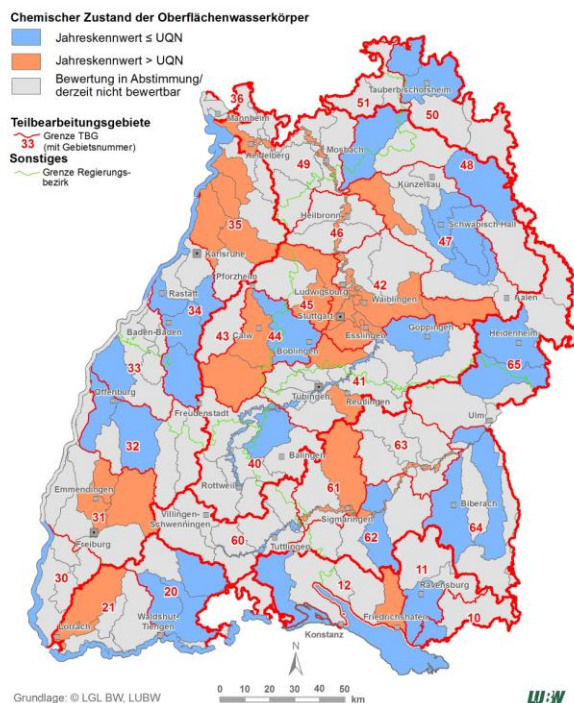 Chemischer Zustand der Oberflächenwasserkörper
Jahreskennwert ≤ UQN
Jahreskennwert > UQN
Bewertung in Abstimmung/
derzeit nicht bewertbar
Teilbearbeitungsgebiete
Grenze TBG
33 (mit Gebietsnummer)
Sonstiges
Grenze Regierungs-
bezirk
Tauberbischofsheim
51
50
36
Mannheim
Heidelberg
Mosbach
49
48
Künzelsau
Heilbronn
46
Schwäbisch-Hall
47
35
Karlsruhe
Pforzheim
42
Ludwigsburg
45
Waiblingen
Stuttgart
Aalen
Rastatt
34
Baden-Baden
43
Calw
44
Böblingen
Esslingen
Göppingen
Heidenheim
65
33
Offenburg
Freudenstadt
Tübingen
41
Reutlingen
Ulm
32
40
Balingen
63
Rottweil
Emmendingen
31
Villingen-
Schwenningen
61
Biberach
64
Freiburg
60
Sigmaringen
62
Tuttlingen
30
21
20
12
11
Ravensburg
Lörrach
Waldshut-
Tiengen
Friedrichshafen
10
Konstanz
N
0 10 20 30 40 50
km
Grundlage: © LGL BW, LUBW
LUBW